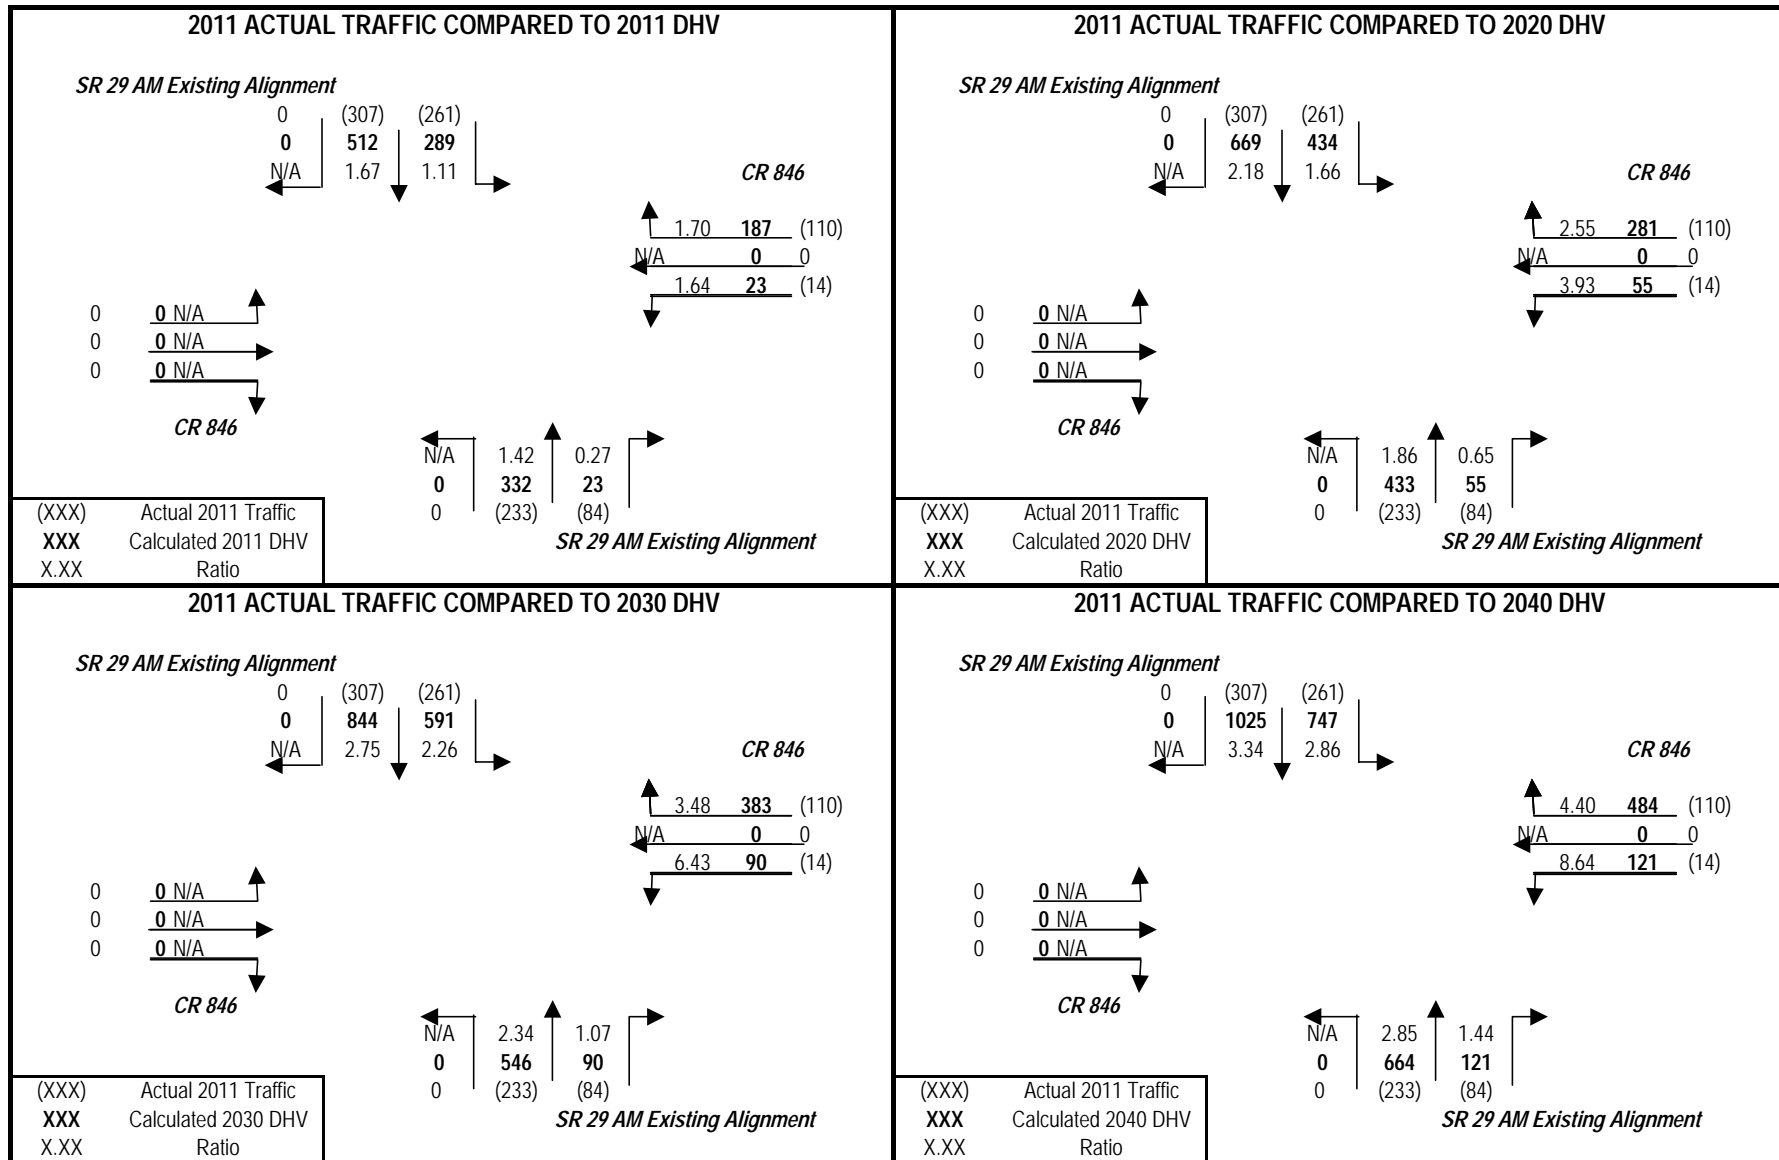 2011 ACTUAL TRAFFIC COMPARED TO 2011 DHV
SR 29 AM Existing Alignment
0 (307) (261)
0 512 289
N/A 1.67 1.11
CR 846
1.70 187 (110)
N/A 0 0
1.64 23 (14)
0 0 N/A
0 0 N/A
0 0 N/A
CR 846
N/A 1.42 0.27
0 332 23
0 (233) (84)
SR 29 AM Existing Alignment
(XXX) Actual 2011 Traffic
XXX Calculated 2011 DHV
X.XX Ratio
2011 ACTUAL TRAFFIC COMPARED TO 2020 DHV
SR 29 AM Existing Alignment
0 (307) (261)
0 669 434
N/A 2.18 1.66
CR 846
2.55 281 (110)
N/A 0 0
3.93 55 (14)
0 0 N/A
0 0 N/A
0 0 N/A
CR 846
N/A 1.86 0.65
0 433 55
0 (233) (84)
SR 29 AM Existing Alignment
(XXX) Actual 2011 Traffic
XXX Calculated 2020 DHV
X.XX Ratio
2011 ACTUAL TRAFFIC COMPARED TO 2030 DHV
SR 29 AM Existing Alignment
0 (307) (261)
0 844 591
N/A 2.75 2.26
CR 846
3.48 383 (110)
N/A 0 0
6.43 90 (14)
0 0 N/A
0 0 N/A
0 0 N/A
CR 846
N/A 2.34 1.07
0 546 90
0 (233) (84)
SR 29 AM Existing Alignment
(XXX) Actual 2011 Traffic
XXX Calculated 2030 DHV
X.XX Ratio
2011 ACTUAL TRAFFIC COMPARED TO 2040 DHV
SR 29 AM Existing Alignment
0 (307) (261)
0 1025 747
N/A 3.34 2.86
CR 846
4.40 484 (110)
N/A 0 0
8.64 121 (14)
0 0 N/A
0 0 N/A
0 0 N/A
CR 846
N/A 2.85 1.44
0 664 121
0 (233) (84)
SR 29 AM Existing Alignment
(XXX) Actual 2011 Traffic
XXX Calculated 2040 DHV
X.XX Ratio